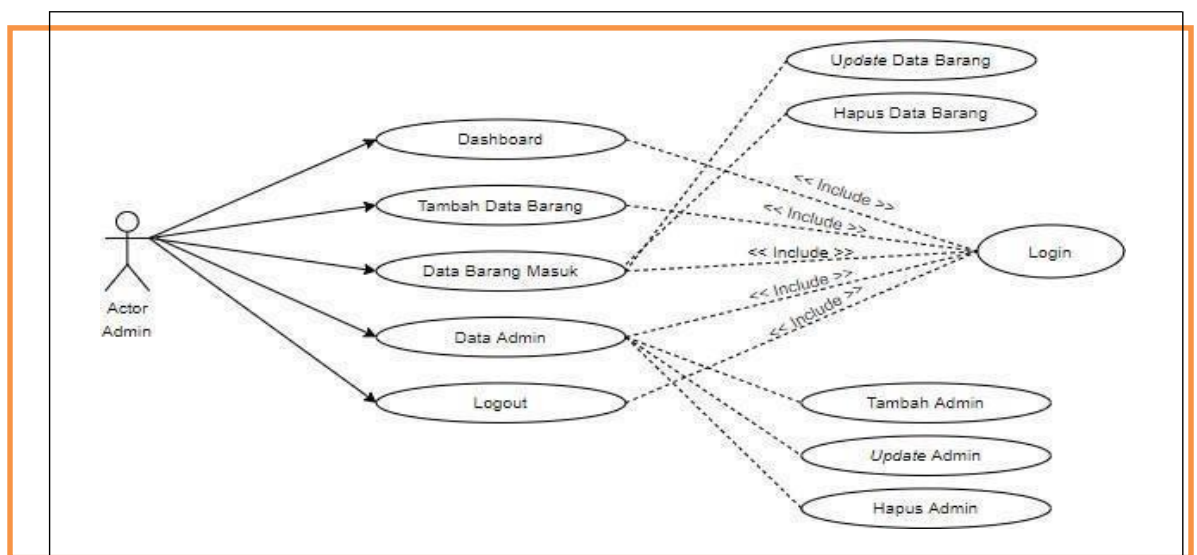 Update Data Barang
Hapus Data Barang
Dashboard
<< Include >>
Tambah Data Barang
<< Include >>
Data Barang Masuk
<< Include >>
Login
<< Include >>
Actor
Admin
Data Admin
<< Include >>
Logout
Tambah Admin
Update Admin
Hapus Admin